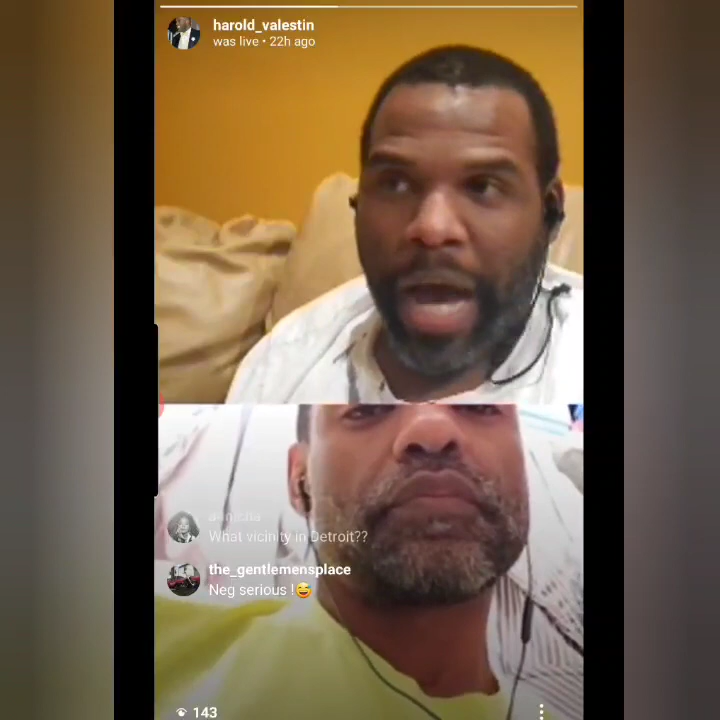 harold_valestin
was live • 22h ago
What vicinity in Detroit??
the_gentlemensplace
Neg serious !😅
143